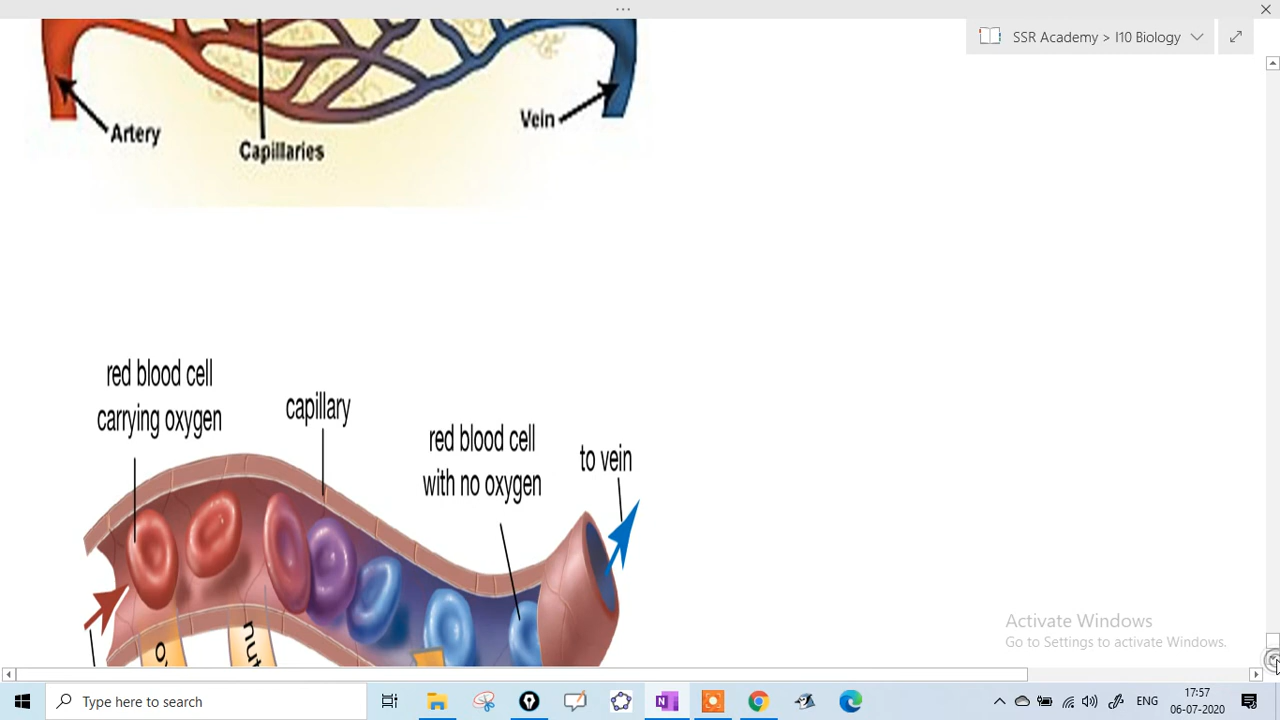 SSR Academy > I10 Biology
Artery
Capillaries
Vein
red blood cell
carrying oxygen
capillary
red blood cell
with no oxygen
to vein
nut
Activate Windows
Go to Settings to activate Windows.
Type here to search
ENG
17:37
06-07-2020